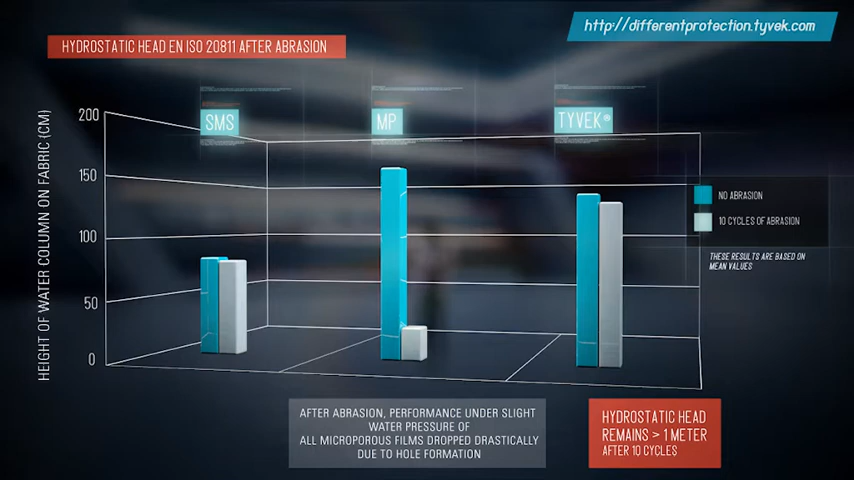 http://differentprotection.tyvek.com
HYDROSTATIC HEAD EN ISO 20811 AFTER ABRASION
HEIGHT OF WATER COLUMN ON FABRIC (CM)
200
150
100
50
0
SMS
MP
TYVEK®
NO ABRASION
10 CYCLES OF ABRASION
THESE RESULTS ARE BASED ON
MEAN VALUES
AFTER ABRASION, PERFORMANCE UNDER SLIGHT
WATER PRESSURE OF
ALL MICROPOROUS FILMS DROPPED DRASTICALLY
DUE TO HOLE FORMATION
HYDROSTATIC HEAD
REMAINS > 1 METER
AFTER 10 CYCLES